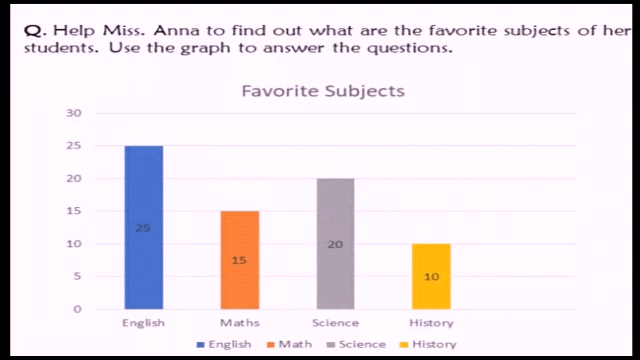 Q. Help Miss. Anna to find out what are the favorite subjects of her
students. Use the graph to answer the questions.
Favorite Subjects
30
25
20
15
10
5
0
25
15
20
10
English Maths Science History
English Math Science History